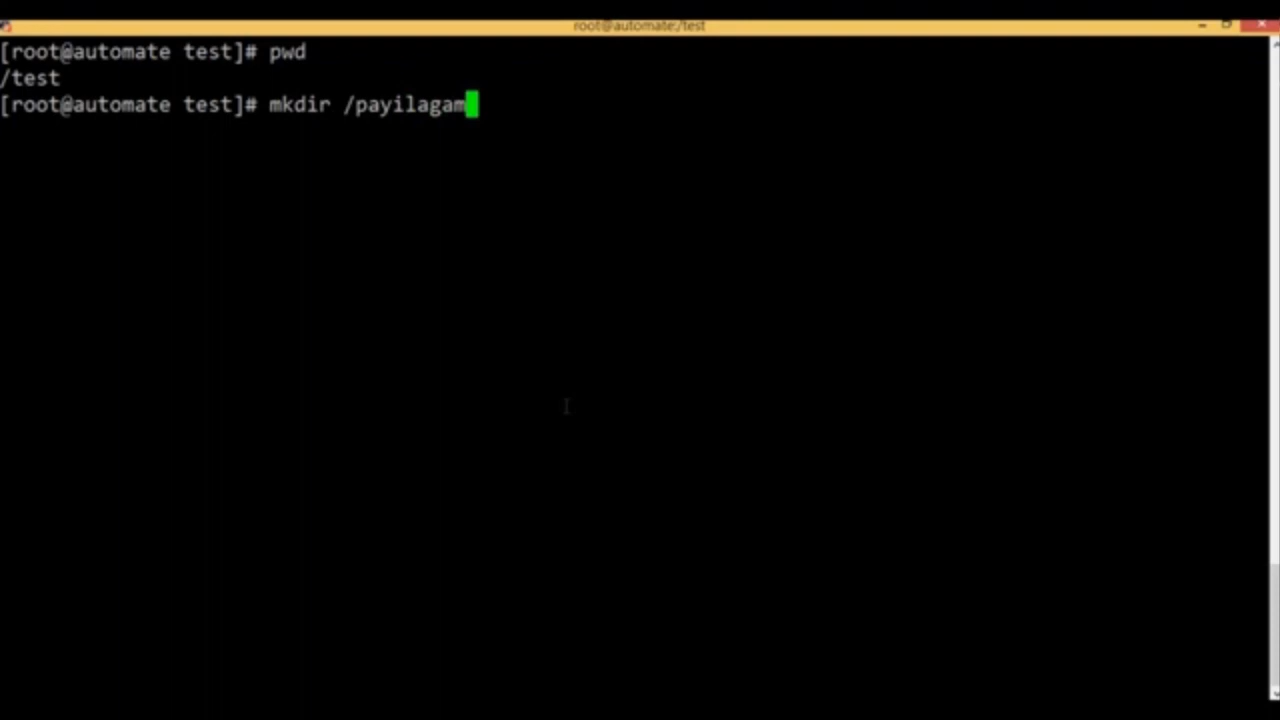 root@automate:/test
[root@automate test]# pwd
/test
[root@automate test]# mkdir /payilagam